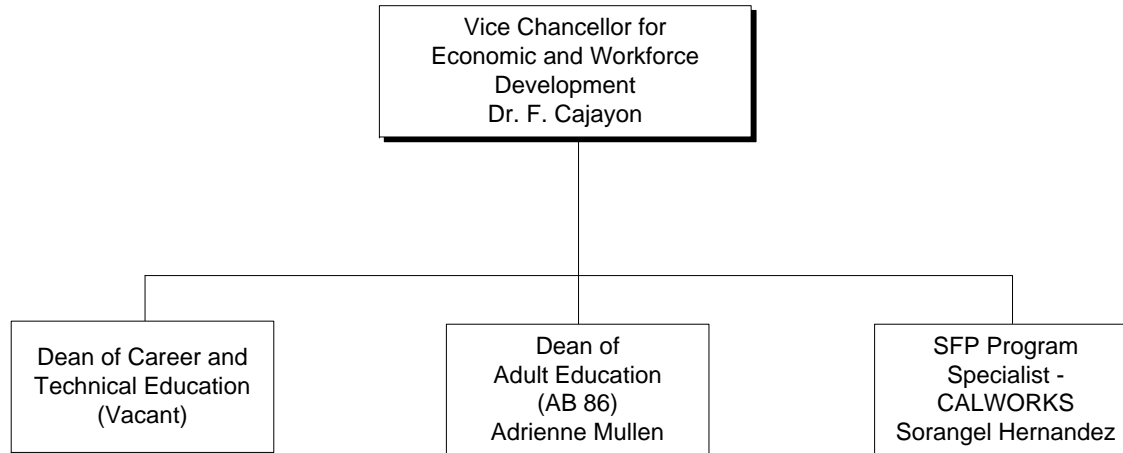 Vice Chancellor for
Economic and Workforce
Development
Dr. F. Cajayon
Dean of Career and
Technical Education
(Vacant)
Dean of
Adult Education
(AB 86)
Adrienne Mullen
SFP Program
Specialist -
CALWORKS
Sorangel Hernandez